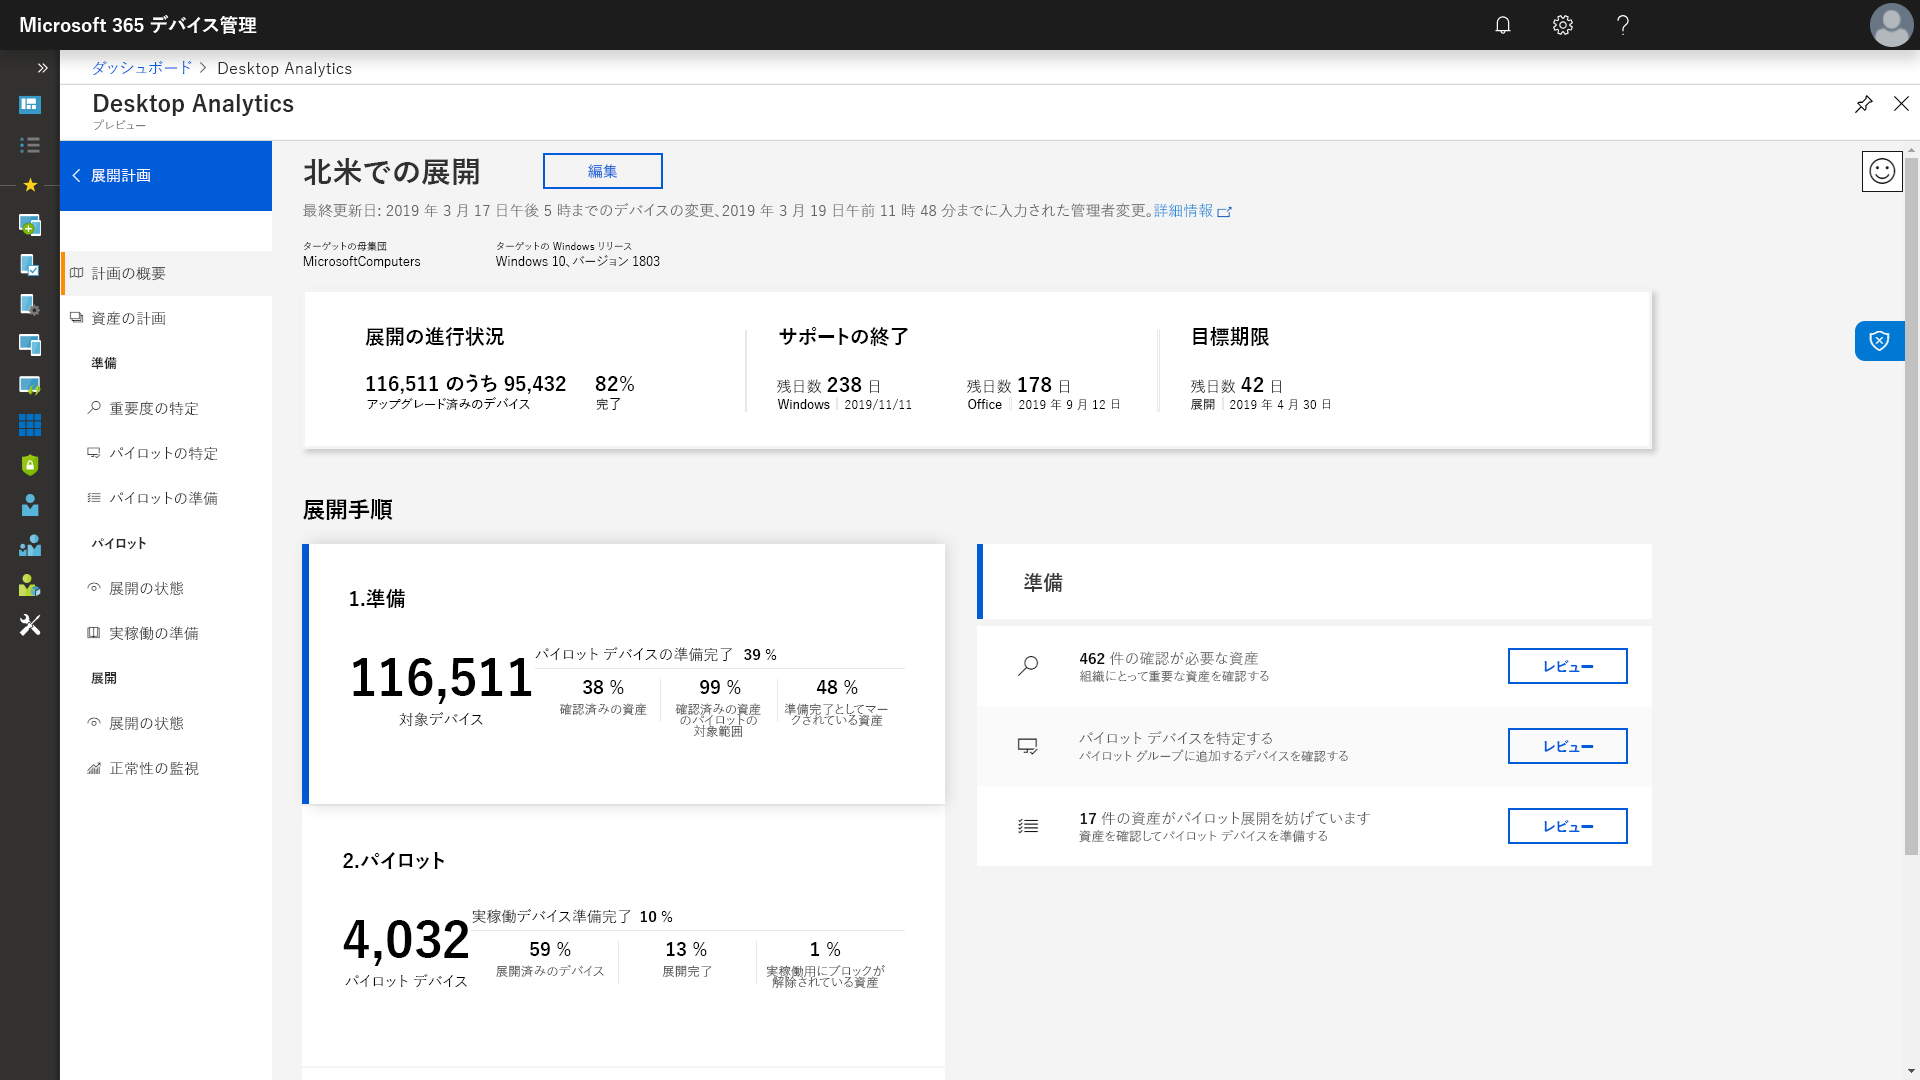 Microsoft 365 デバイス管理
ダッシュボード > Desktop Analytics
Desktop Analytics
プレビュー
展開計画
計画の概要
資産の計画
準備
重要度の特定
パイロットの特定
パイロットの準備
パイロット
展開の状態
実稼働の準備
展開
展開の状態
正常性の監視
北米での展開
編集
最終更新日: 2019 年 3 月 17 日午後 5 時までのデバイスの変更、2019 年 3 月 19 日午前 11 時 48 分までに入力された管理者変更。詳細情報
ターゲットの母集団
MicrosoftComputers
ターゲットの Windows リリース
Windows 10、バージョン 1803
展開の進行状況
116,511 のうち 95,432
アップグレード済みのデバイス
82%
完了
サポートの終了
残日数 238 日
Windows 2019/11/11
残日数 178 日
Office 2019 年 9 月 12 日
目標期限
残日数 42 日
展開 2019 年 4 月 30 日
展開手順
1.準備
116,511
対象デバイス
パイロット デバイスの準備完了 39 %
38 %
確認済みの資産
99 %
確認済みの資産
のパイロットの
対象範囲
48 %
準備完了としてマー
クされている資産
2.パイロット
4,032
パイロット デバイス
実稼働デバイス準備完了 10 %
59 %
展開済みのデバイス
13 %
展開完了
1 %
実稼働用にブロックが
解除されている資産
準備
462 件の確認が必要な資産
組織にとって重要な資産を確認する
レビュー
パイロット デバイスを特定する
パイロット グループに追加するデバイスを確認する
レビュー
17 件の資産がパイロット展開を妨げています
資産を確認してパイロット デバイスを準備する
レビュー